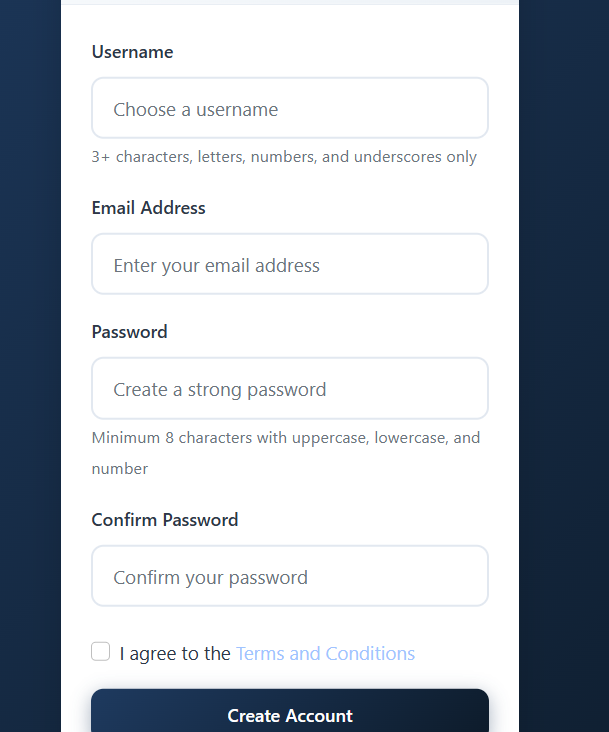 Username
Choose a username
3+ characters, letters, numbers, and underscores only
Email Address
Enter your email address
Password
Create a strong password
Minimum 8 characters with uppercase, lowercase, and
number
Confirm Password
Confirm your password
I agree to the Terms and Conditions
Create Account